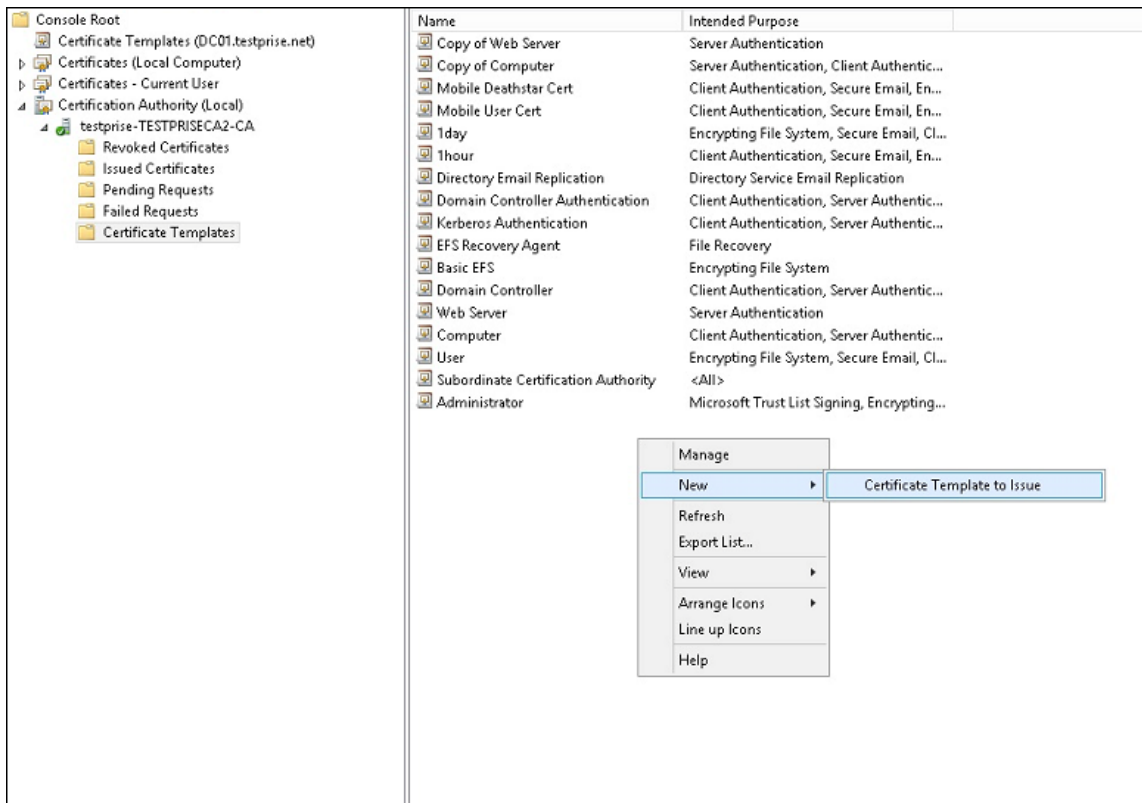 Console Root
Certificate Templates (DC01.testprise.net)
Certificates (Local Computer)
Certificates - Current User
Certification Authority (Local)
testprise-TESTPRISECA2-CA
Revoked Certificates
Issued Certificates
Pending Requests
Failed Requests
Certificate Templates
Name Intended Purpose
Copy of Web Server Server Authentication
Copy of Computer Server Authentication, Client Authentic...
Mobile Deathstar Cert Client Authentication, Secure Email, En...
Mobile User Cert Client Authentication, Secure Email, En...
1day Encrypting File System, Secure Email, Cl...
1hour Client Authentication, Secure Email, En...
Directory Email Replication Directory Service Email Replication
Domain Controller Authentication Client Authentication, Server Authentic...
Kerberos Authentication Client Authentication, Server Authentic...
EFS Recovery Agent File Recovery
Basic EFS Encrypting File System
Domain Controller Client Authentication, Server Authentic...
Web Server Server Authentication
Computer Client Authentication, Server Authentic...
User Encrypting File System, Secure Email, Cl...
Subordinate Certification Authority <All>
Administrator Microsoft Trust List Signing, Encrypting...
Manage
New Certificate Template to Issue
Refresh
Export List...
View
Arrange Icons
Line up Icons
Help